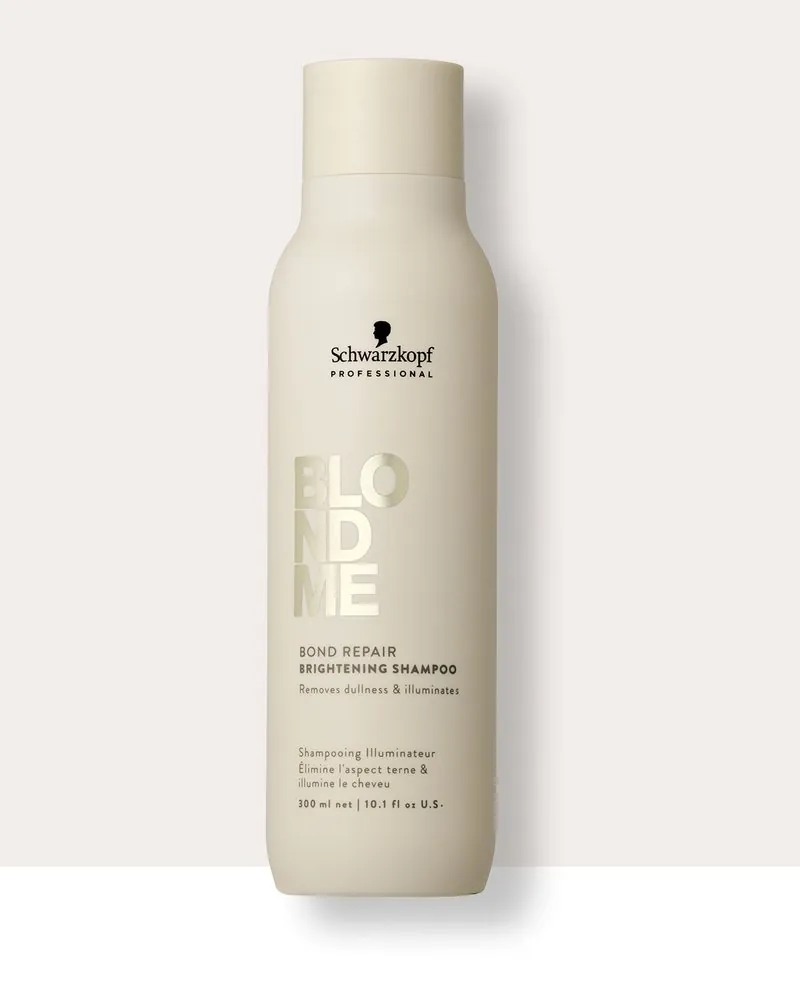 Schwarzkopf
PROFESSIONAL
BLO
ND
ME
BOND REPAIR
BRIGHTENING SHAMPOO
Removes dullness & illuminates
Shampooing Illuminateur
Élimine l'aspect terne &
illumine le cheveu
300 ml net | 10.1 fl oz U.S.